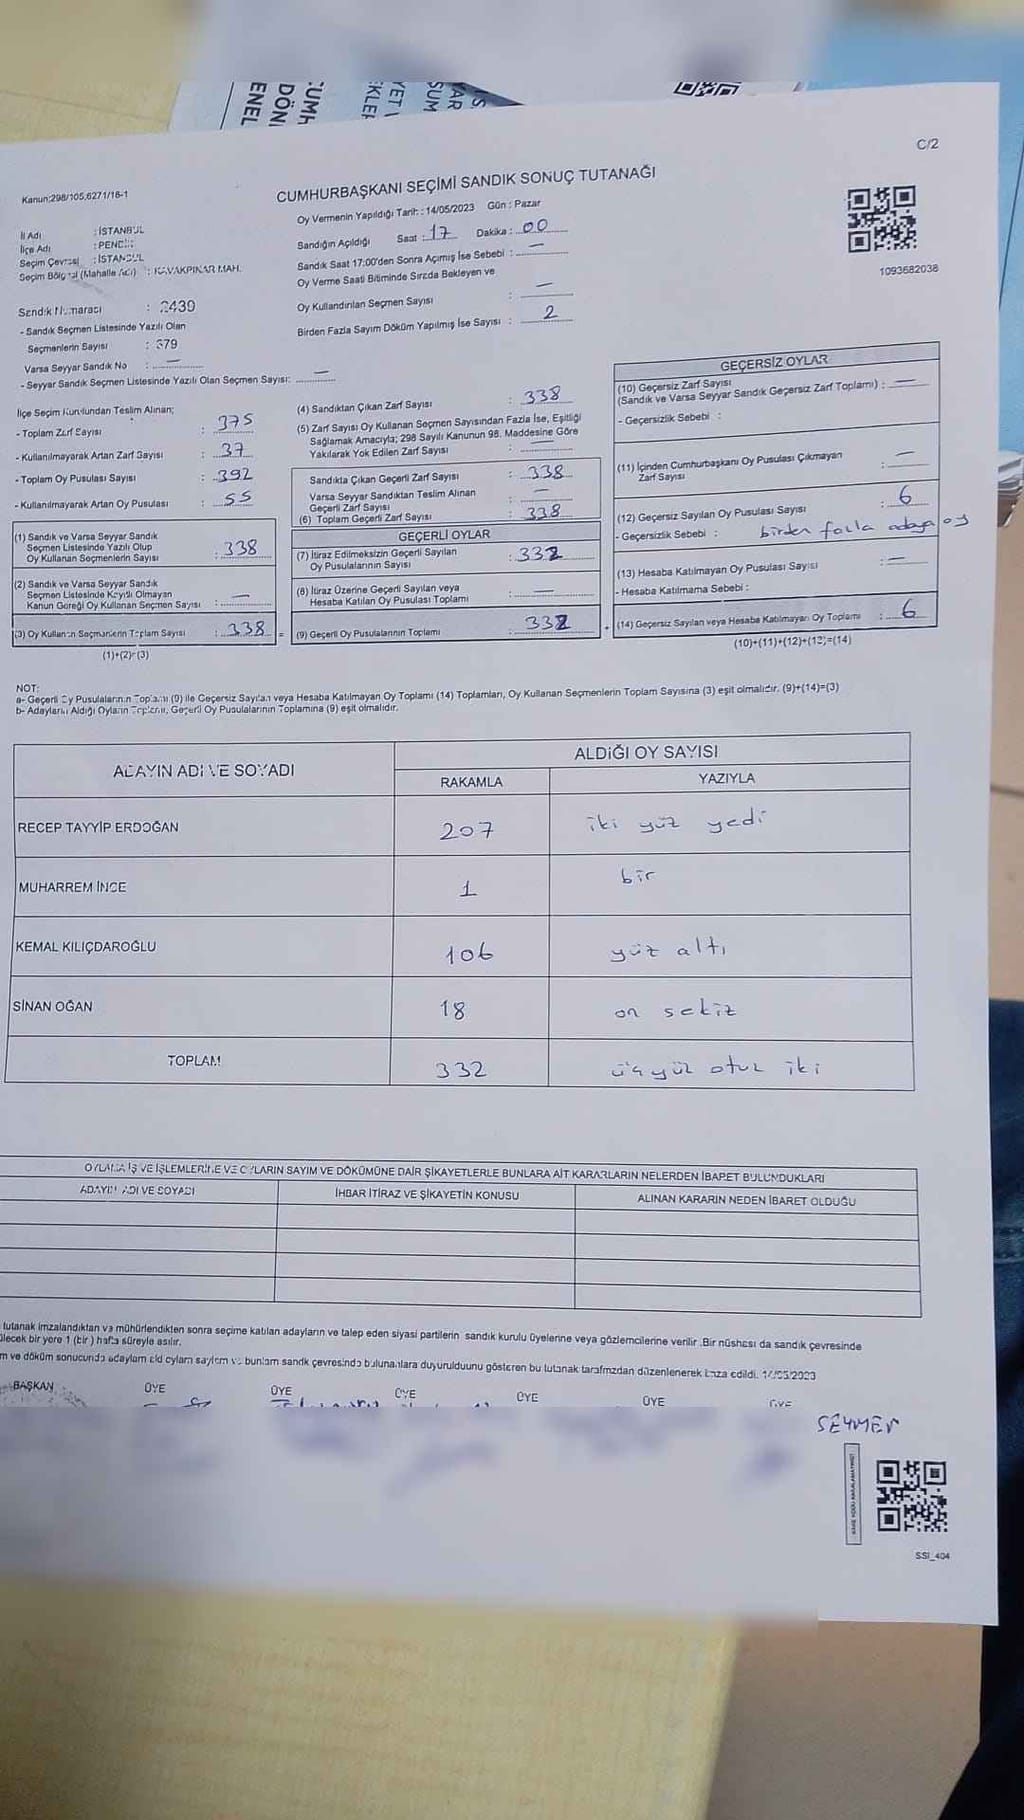 C/2
Kanun:298/105,6271/16-1
CUMHURBAŞKANI SEÇİMİ SANDIK SONUÇ TUTANAĞI
Oy Vermenin Yapıldığı Tarih : 14/05/2023 Gün : Pazar
İl Adı : İSTANBUL
İlçe Adı : PENDİK
Seçim Çevresi : İSTANBUL
Seçim Bölgesi (Mahalle Adı) : KAVAKPINAR MAH.
Sandığın Açıldığı Saat : 17 Dakika : 00
Sandık Saat 17:00'den Sonra Açımış İse Sebebi : —
Oy Verme Saati Bitiminde Sırada Bekleyen ve
Oy Kullandırılan Seçmen Sayısı : —
Birden Fazla Sayım Döküm Yapılmış İse Sayısı : 2
1093682038
Sandık Numarası : 2439
- Sandık Seçmen Listesinde Yazılı Olan
Seçmenlerin Sayısı : 379
Varsa Seyyar Sandık No : —
- Seyyar Sandık Seçmen Listesinde Yazılı Olan Seçmen Sayısı: —
İlçe Seçim Kurulundan Teslim Alınan;
- Toplam Zarf Sayısı : 375
- Kullanılmayarak Artan Zarf Sayısı : 37
- Toplam Oy Pusulası Sayısı : 392
- Kullanılmayarak Artan Oy Pusulası : 55
(1) Sandık ve Varsa Seyyar Sandık
Seçmen Listesinde Yazılı Olup
Oy Kullanan Seçmenlerin Sayısı : 338
(2) Sandık ve Varsa Seyyar Sandık
Seçmen Listesinde Kayıtlı Olmayan
Kanun Gereği Oy Kullanan Seçmen Sayısı : —
(3) Oy Kullanan Seçmenlerin Toplam Sayısı : 338 =
(1)+(2)=(3)
(4) Sandıktan Çıkan Zarf Sayısı : 338
(5) Zarf Sayısı Oy Kullanan Seçmen Sayısından Fazla İse, Eşitliği
Sağlamak Amacıyla; 298 Sayılı Kanunun 98. Maddesine Göre
Yakılarak Yok Edilen Zarf Sayısı : —
Sandıkta Çıkan Geçerli Zarf Sayısı : 338
Varsa Seyyar Sandıktan Teslim Alınan
Geçerli Zarf Sayısı : —
(6) Toplam Geçerli Zarf Sayısı : 338
GEÇERLİ OYLAR
(7) İtiraz Edilmeksizin Geçerli Sayılan
Oy Pusulalarının Sayısı : 332
(8) İtiraz Üzerine Geçerli Sayılan veya
Hesaba Katılan Oy Pusulası Toplamı : —
(9) Geçerli Oy Pusulalarının Toplamı : 332 +
GEÇERSİZ OYLAR
(10) Geçersiz Zarf Sayısı
(Sandık ve Varsa Seyyar Sandık Geçersiz Zarf Toplamı) : —
- Geçersizlik Sebebi :
(11) İçinden Cumhurbaşkanı Oy Pusulası Çıkmayan
Zarf Sayısı : —
(12) Geçersiz Sayılan Oy Pusulası Sayısı : 6
- Geçersizlik Sebebi : birden fazla adaya oy
(13) Hesaba Katılmayan Oy Pusulası Sayısı : —
- Hesaba Katılmama Sebebi :
(14) Geçersiz Sayılan veya Hesaba Katılmayan Oy Toplamı : 6
(10)+(11)+(12)+(13)=(14)
NOT:
a- Geçerli Oy Pusulalarının Toplamı (9) ile Geçersiz Sayılan veya Hesaba Katılmayan Oy Toplamı (14) Toplamları, Oy Kullanan Seçmenlerin Toplam Sayısına (3) eşit olmalıdır. (9)+(14)=(3)
b- Adayların Aldığı Oyların Toplamı, Geçerli Oy Pusulalarının Toplamına (9) eşit olmalıdır.
ADAYIN ADI VE SOYADI
ALDIĞI OY SAYISI
RAKAMLA YAZIYLA
RECEP TAYYİP ERDOĞAN 207 iki yüz yedi
MUHARREM İNCE 1 bir
KEMAL KILIÇDAROĞLU 106 yüz altı
SİNAN OĞAN 18 on sekiz
TOPLAM 332 üçyüz otuz iki
OYLAMA İŞ VE İŞLEMLERİNE VE OYLARIN SAYIM VE DÖKÜMÜNE DAİR ŞİKAYETLERLE BUNLARA AİT KARARLARIN NELERDEN İBARET BULUNDUKLARI
ADAYIN ADI VE SOYADI İHBAR İTİRAZ VE ŞİKAYETİN KONUSU ALINAN KARARIN NEDEN İBARET OLDUĞU
tutanak imzalandıktan ve mühürlendikten sonra seçime katılan adayların ve talep eden siyasi partilerin sandık kurulu üyelerine veya gözlemcilerine verilir .Bir nüshası da sandık çevresinde
ülecek bir yere 1 (bir ) hafta süreyle asılır.
m ve döküm sonucunda adayların oyların sayısım ve bunların sandık çevresinde bulunanlara duyurulduunu gösteren bu tutanak tarafmzdan düzenlenerek imza edildi. 14/05/2023
BAŞKAN ÜYE ÜYE ÜYE ÜYE ÜYE ÜYE
SEYMEN
SSI_404